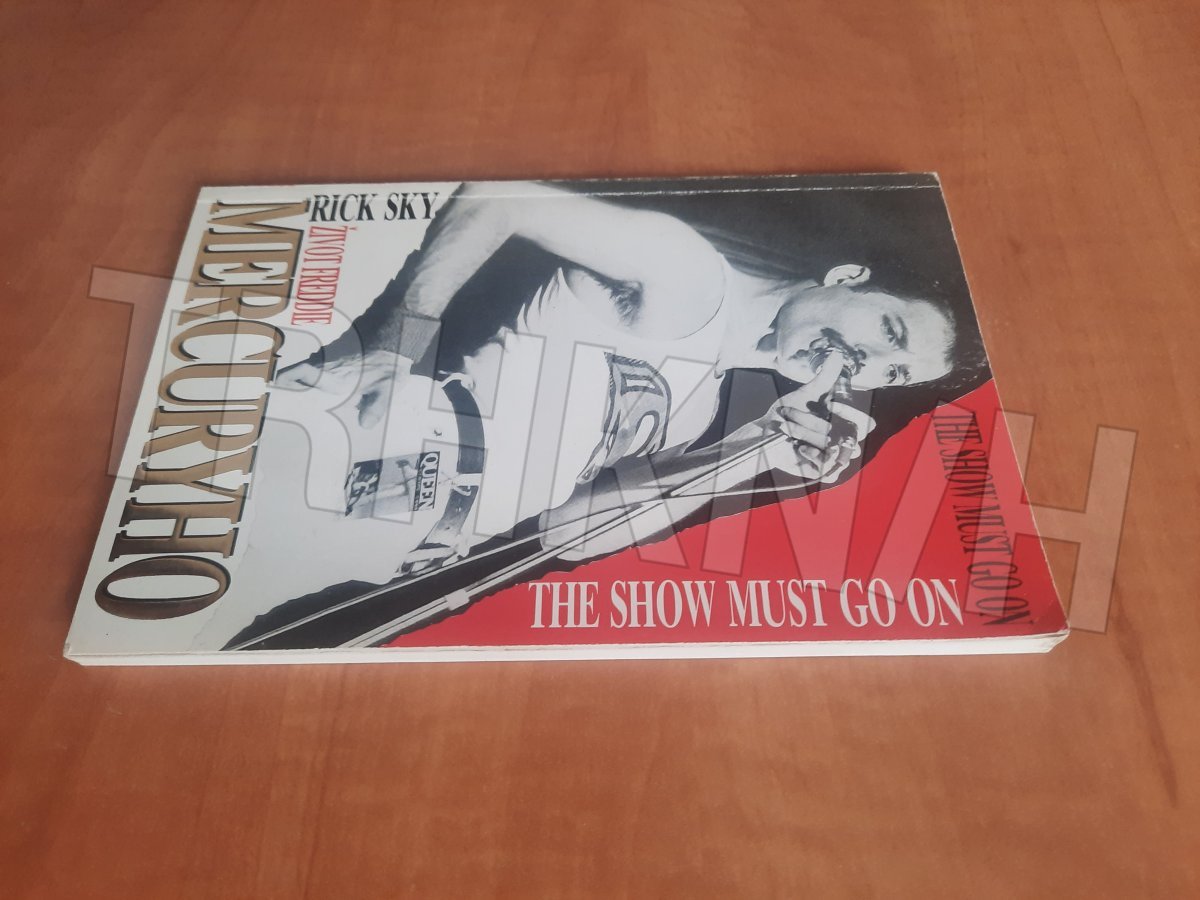 RICK SKY
ŽIVOT FREDDIE
MERCURYHO
QUEEN
THE SHOW MUST GO ON
THE SHOW MUST GO ON
TRHKNIH